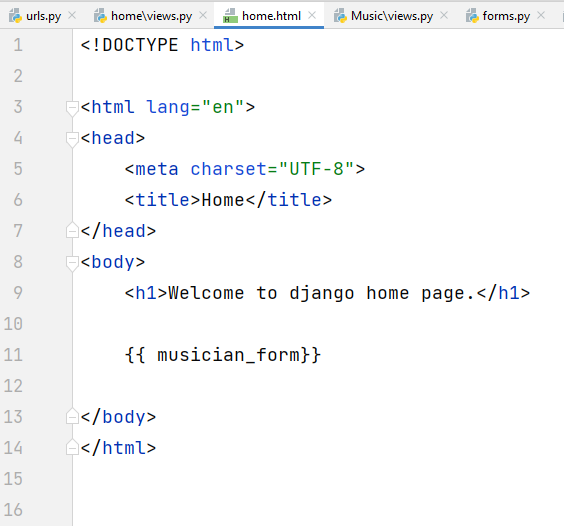 urls.py
home\views.py
home.html
Music\views.py
forms.py
1 <!DOCTYPE html>
2
3 <html lang="en">
4 <head>
5     <meta charset="UTF-8">
6     <title>Home</title>
7 </head>
8 <body>
9     <h1>Welcome to django home page.</h1>
10
11     {{ musician_form}}
12
13 </body>
14 </html>
15
16